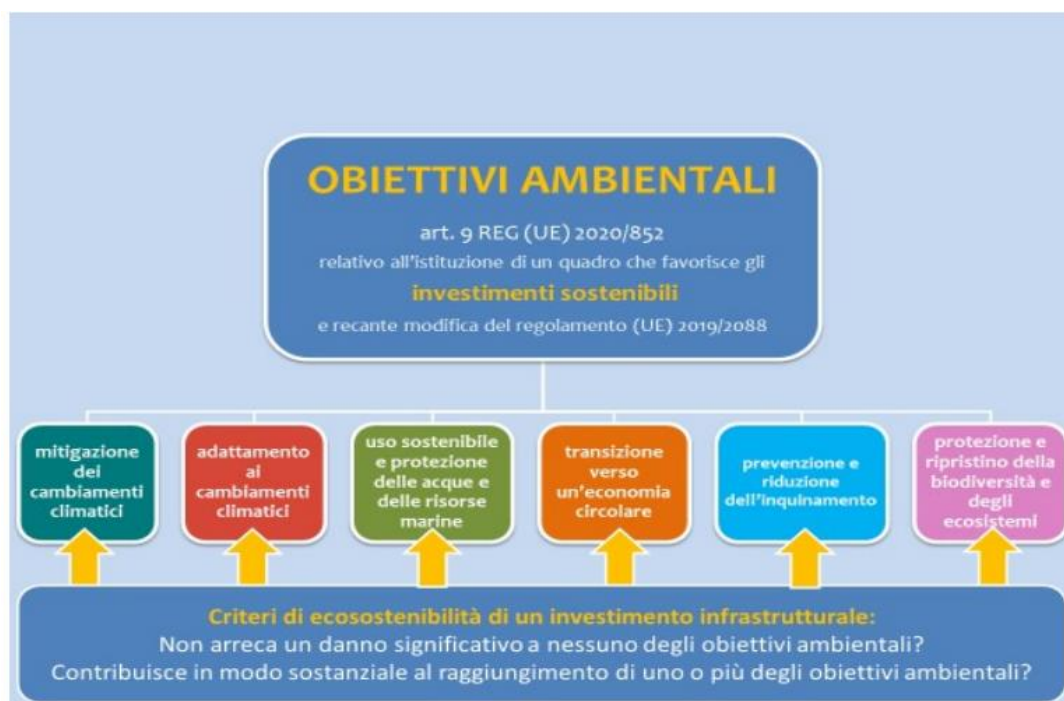 OBIETTIVI AMBIENTALI
art. 9 REG (UE) 2020/852
relativo all'istituzione di un quadro che favorisce gli
investimenti sostenibili
e recante modifica del regolamento (UE) 2019/2088
mitigazione
dei
cambiamenti
climatici
adattamento
ai
cambiamenti
climatici
uso sostenibile
e protezione
delle acque e
delle risorse
marine
transizione
verso
un'economia
circolare
prevenzione e
riduzione
dell'inquinamento
protezione e
ripristino della
biodiversità e
degli
ecosistemi
Criteri di ecosostenibilità di un investimento infrastrutturale:
Non arreca un danno significativo a nessuno degli obiettivi ambientali?
Contribuisce in modo sostanziale al raggiungimento di uno o più degli obiettivi ambientali?